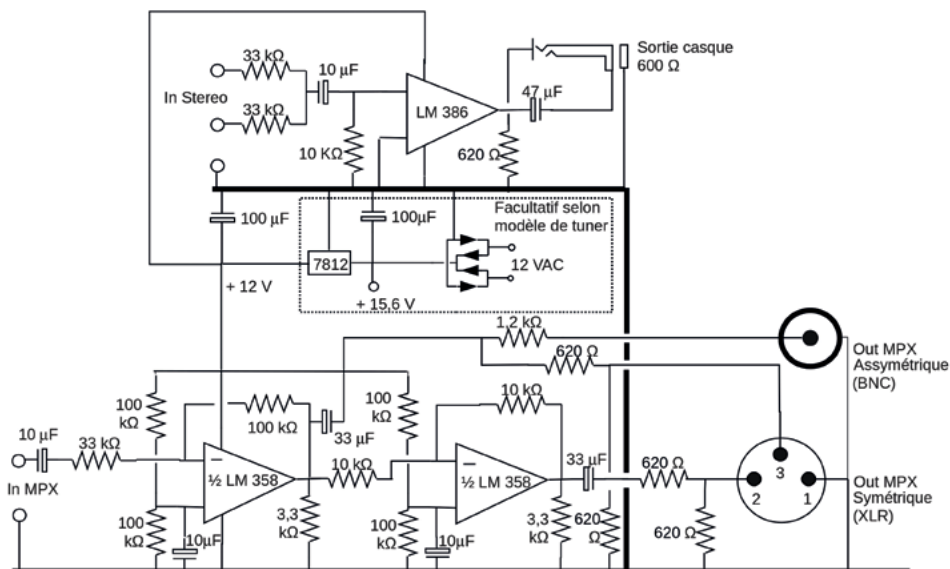 33 kΩ
10 µF
In Stereo
33 kΩ
LM 386
10 KΩ
47 µF
620 Ω
Sortie casque
600 Ω
100 µF
100µF
Facultatif selon
modèle de tuner
7812
12 VAC
+ 12 V
+ 15,6 V
1,2 kΩ
620 Ω
Out MPX
Assymétrique
(BNC)
100
kΩ
100 kΩ
33 µF
100
kΩ
10 kΩ
10 µF
33 kΩ
In MPX
–
½ LM 358
10 kΩ
–
½ LM 358
33 µF
620 Ω
3
2
1
Out MPX
Symétrique
(XLR)
100
kΩ
10µF
3,3
kΩ
100
kΩ
10µF
3,3
kΩ
620
Ω
620 Ω